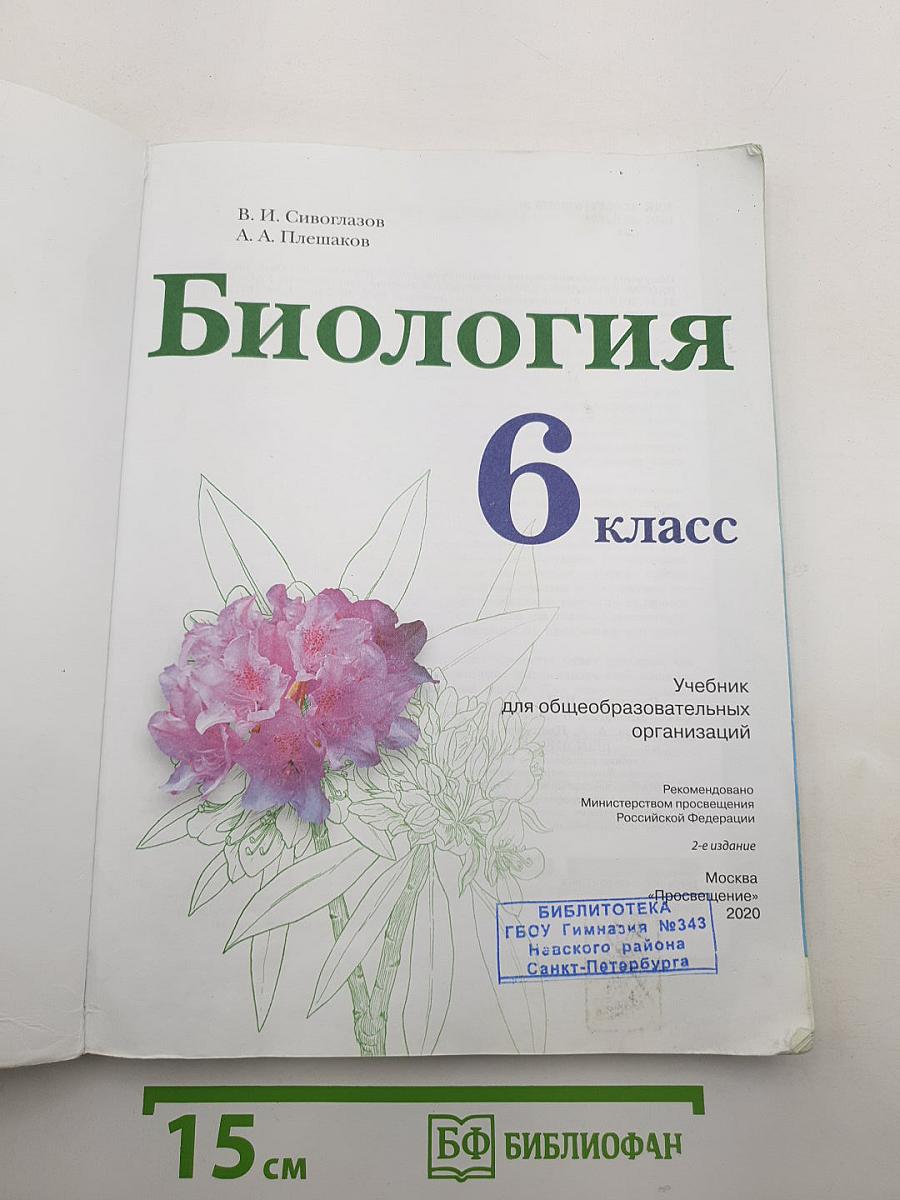 В. И. Сивоглазов
А. А. Плешаков
Биология
6 класс
Учебник
для общеобразовательных
организаций
Рекомендовано
Министерством просвещения
Российской Федерации
2-е издание
Москва
«Просвещение»
2020
БИБЛИТОТЕКА
ГБОУ Гимназия №343
Невского района
Санкт-Петербурга
15 см
БФ БИБЛИОФАН